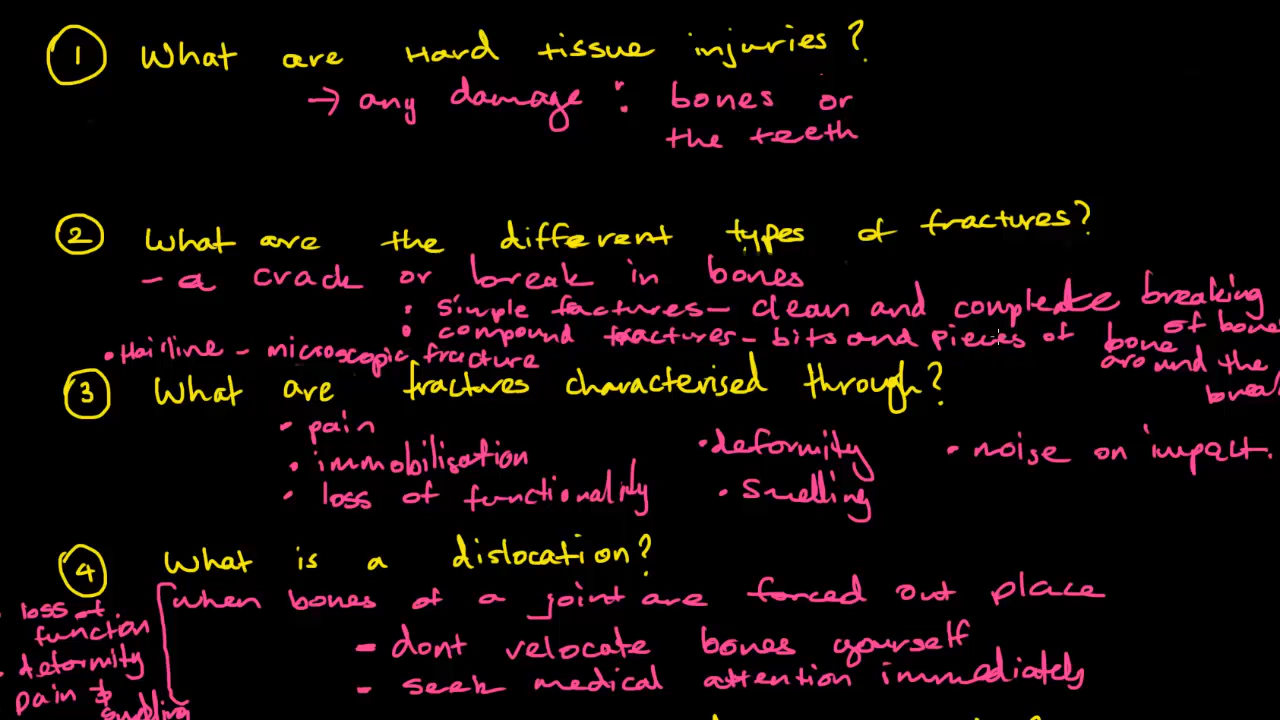 1 What are Hard tissue injuries?
→ any damage : bones or
the teeth
2 What are the different types of fractures?
- a crack or break in bones
• simple factures - clean and complete breaking
of bone
• compound fractures - bits and pieces of bone
around the
break
• Hairline - microscopic fracture
3 What are fractures characterised through?
• pain
• immobilisation
• loss of functionality
• deformity
• swelling
• noise on impact.
4 What is a dislocation?
when bones of a joint are forced out place
- dont velocate bones yourself
- seek medical attention immediately
loss of
function
deformity
pain &
swelling